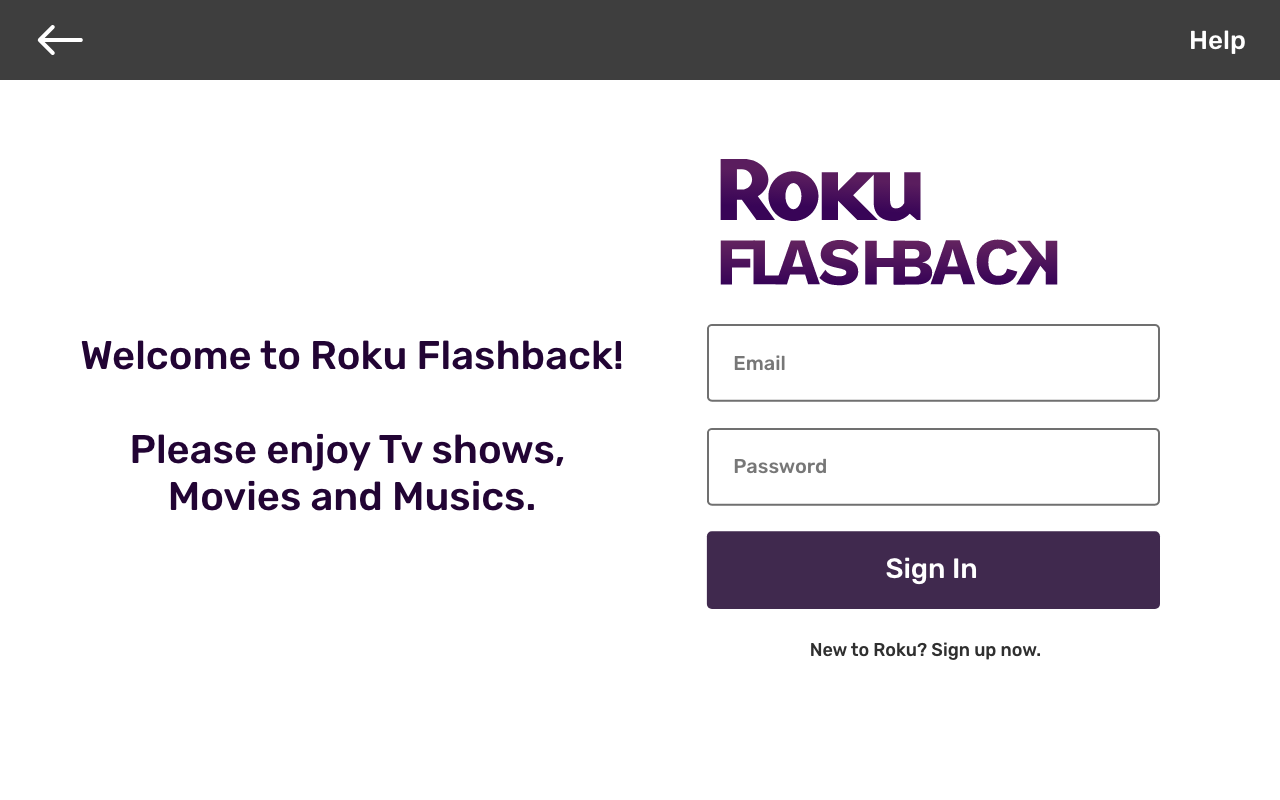 Help
Roku
FLASHBACK
Welcome to Roku Flashback!
Please enjoy Tv shows,
Movies and Musics.
Email
Password
Sign In
New to Roku? Sign up now.